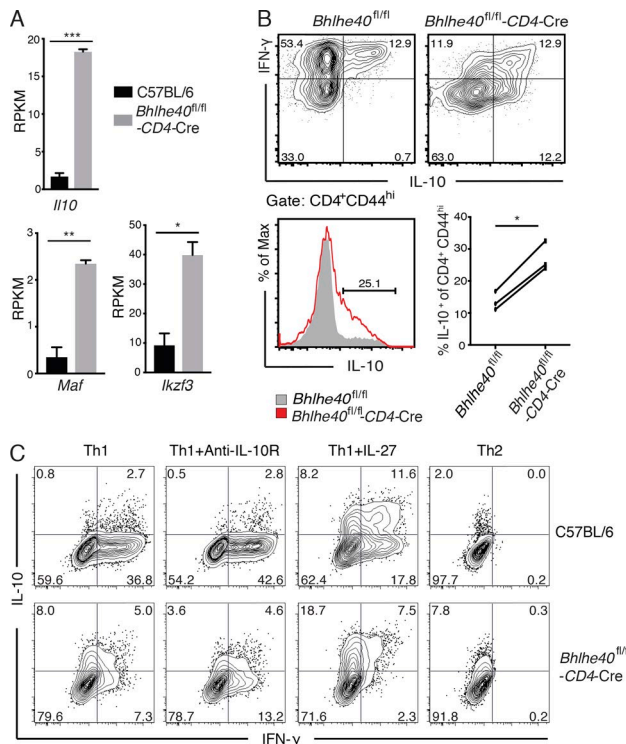 A
***
RPKM
20
15
10
5
0
Il10
C57BL/6
Bhlhe40fl/fl
-CD4-Cre
**
RPKM
3
2
1
0
Maf
*
RPKM
50
40
30
20
10
0
Ikzf3
B
Bhlhe40fl/fl
Bhlhe40fl/fl-CD4-Cre
IFN-γ
53.4 12.9
33.0 0.7
11.9 12.9
63.0 12.2
IL-10
Gate: CD4+CD44hi
% of Max
25.1
IL-10
Bhlhe40fl/fl
Bhlhe40fl/fl-CD4-Cre
% IL-10+ of CD4+ CD44hi
40
30
20
10
0
*
Bhlhe40fl/fl
Bhlhe40fl/fl
-CD4-Cre
C
Th1 Th1+Anti-IL-10R Th1+IL-27 Th2
0.8 2.7 0.5 2.8 8.2 11.6 2.0 0.0
C57BL/6
59.6 36.8 54.2 42.6 62.4 17.8 97.7 0.2
IL-10
8.0 5.0 3.6 4.6 18.7 7.5 7.8 0.3
Bhlhe40fl/fl
-CD4-Cre
79.6 7.3 78.7 13.2 71.6 2.3 91.8 0.2
IFN-γ